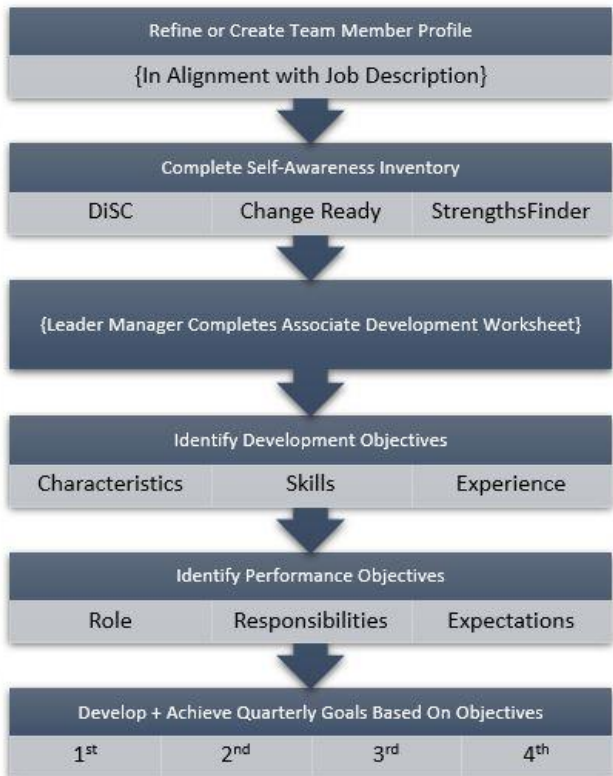 Refine or Create Team Member Profile
{In Alignment with Job Description}
Complete Self-Awareness Inventory
DiSC Change Ready StrengthsFinder
{Leader Manager Completes Associate Development Worksheet}
Identify Development Objectives
Characteristics Skills Experience
Identify Performance Objectives
Role Responsibilities Expectations
Develop + Achieve Quarterly Goals Based On Objectives
1st 2nd 3rd 4th